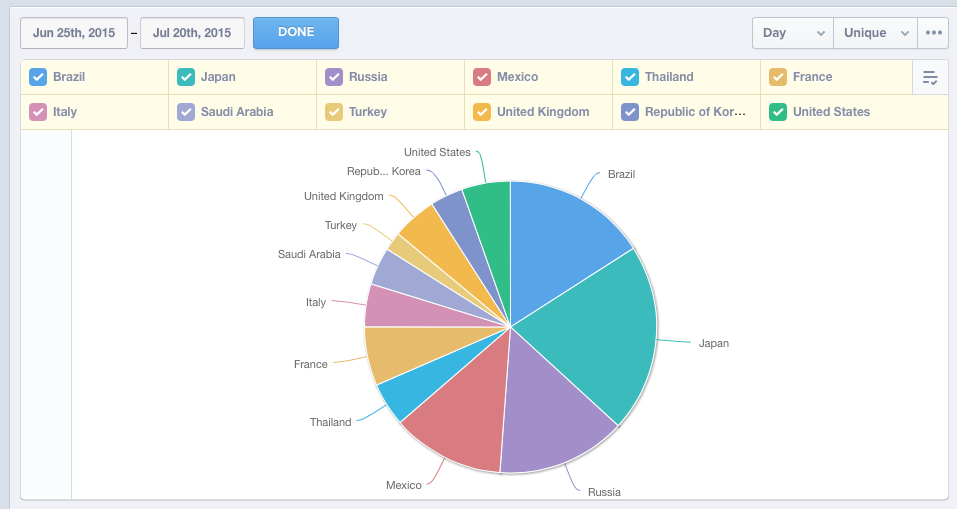 Jun 25th, 2015 – Jul 20th, 2015 DONE Day Unique •••
Brazil Japan Russia Mexico Thailand France
Italy Saudi Arabia Turkey United Kingdom Republic of Kor... United States
United States
Repub... Korea
Brazil
United Kingdom
Turkey
Saudi Arabia
Italy
Japan
France
Thailand
Mexico
Russia